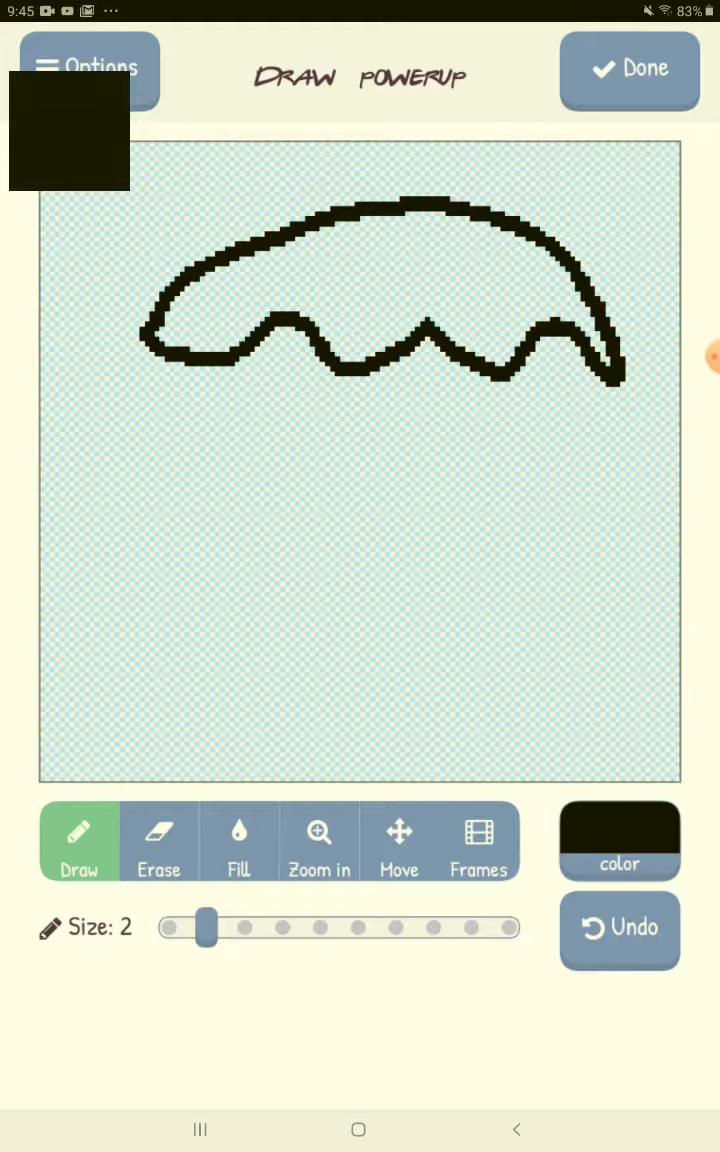 9:45 83%
Options
Draw powerup
Done
Draw
Erase
Fill
Zoom in
Move
Frames
color
Size: 2
Undo